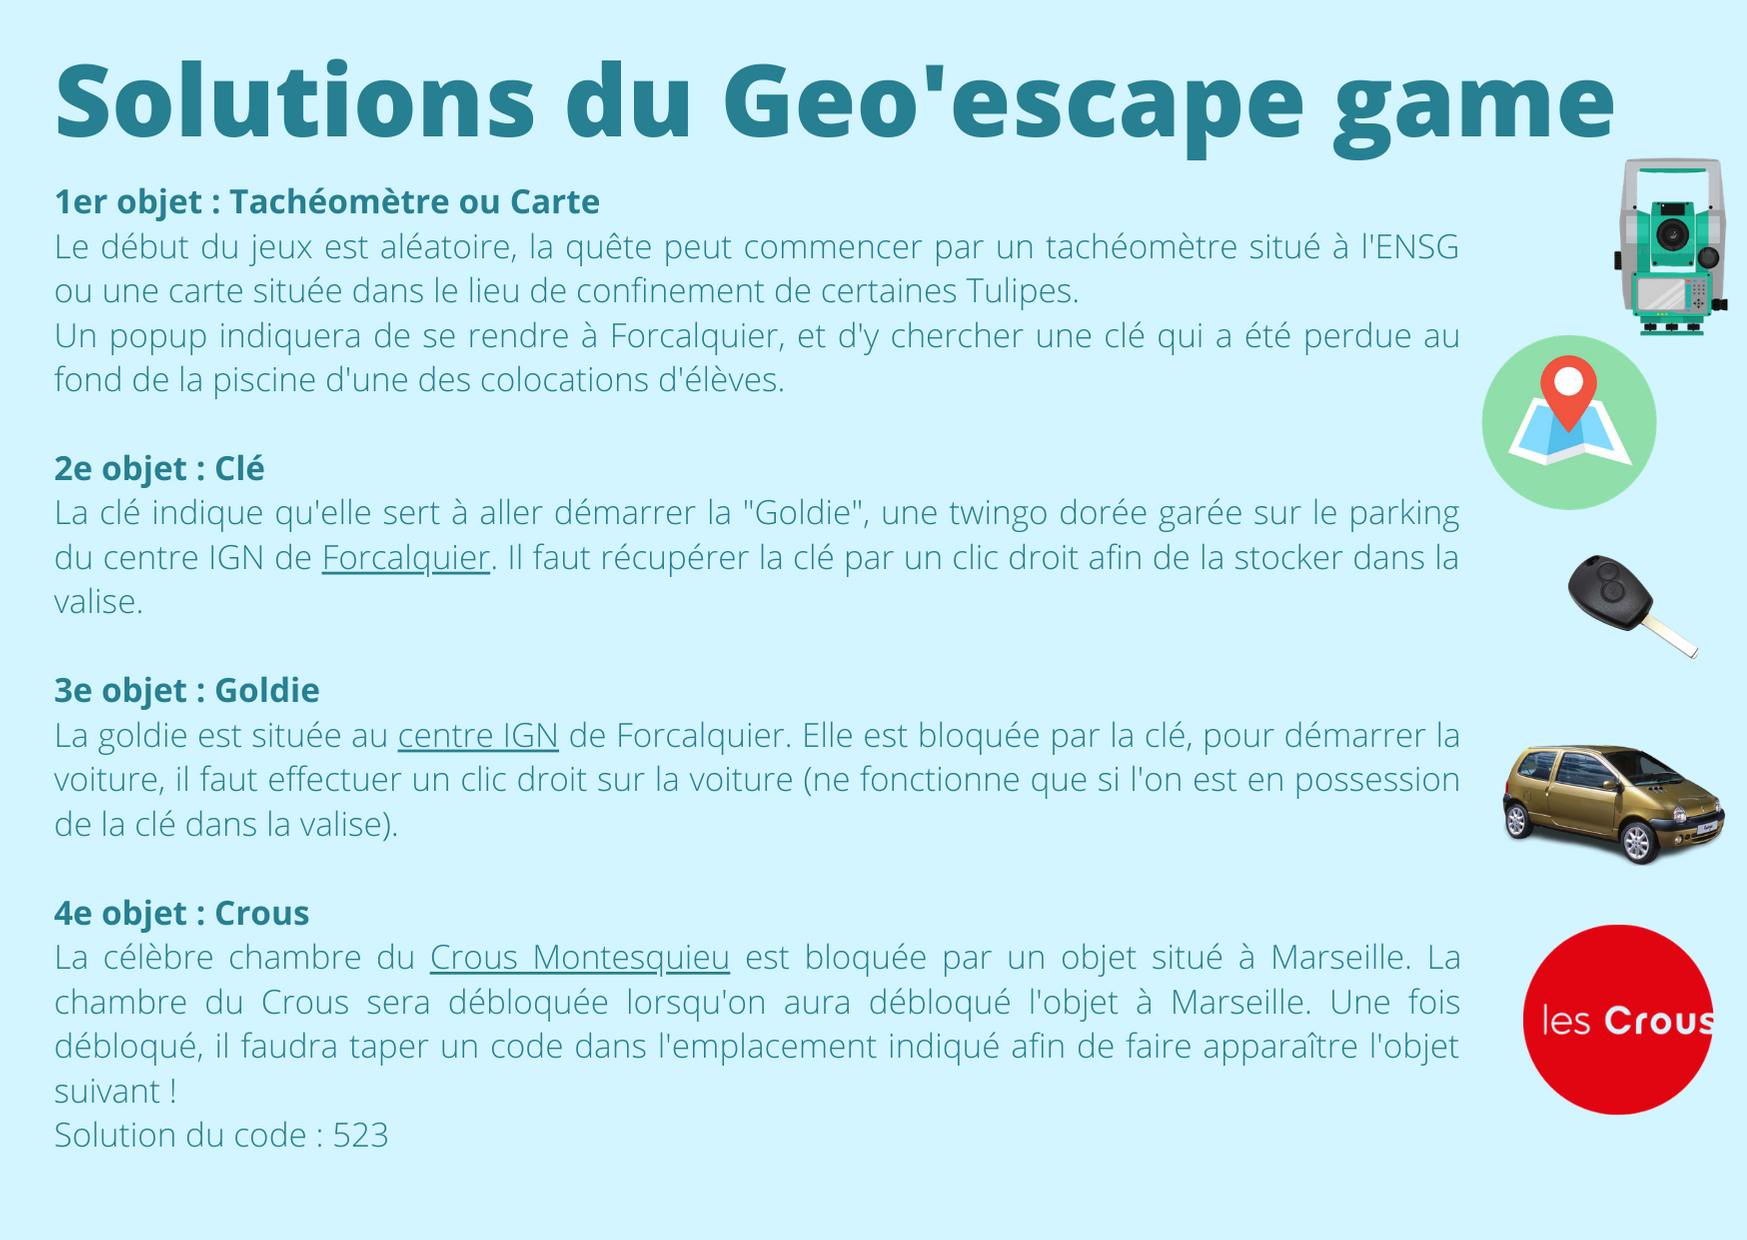 Solutions du Geo'escape game
1er objet : Tachéomètre ou Carte
Le début du jeux est aléatoire, la quête peut commencer par un tachéomètre situé à l'ENSG
ou une carte située dans le lieu de confinement de certaines Tulipes.
Un popup indiquera de se rendre à Forcalquier, et d'y chercher une clé qui a été perdue au
fond de la piscine d'une des colocations d'élèves.
2e objet : Clé
La clé indique qu'elle sert à aller démarrer la "Goldie", une twingo dorée garée sur le parking
du centre IGN de Forcalquier. Il faut récupérer la clé par un clic droit afin de la stocker dans la
valise.
3e objet : Goldie
La goldie est située au centre IGN de Forcalquier. Elle est bloquée par la clé, pour démarrer la
voiture, il faut effectuer un clic droit sur la voiture (ne fonctionne que si l'on est en possession
de la clé dans la valise).
4e objet : Crous
La célèbre chambre du Crous Montesquieu est bloquée par un objet situé à Marseille. La
chambre du Crous sera débloquée lorsqu'on aura débloqué l'objet à Marseille. Une fois
débloqué, il faudra taper un code dans l'emplacement indiqué afin de faire apparaître l'objet
suivant !
Solution du code : 523
les Crous